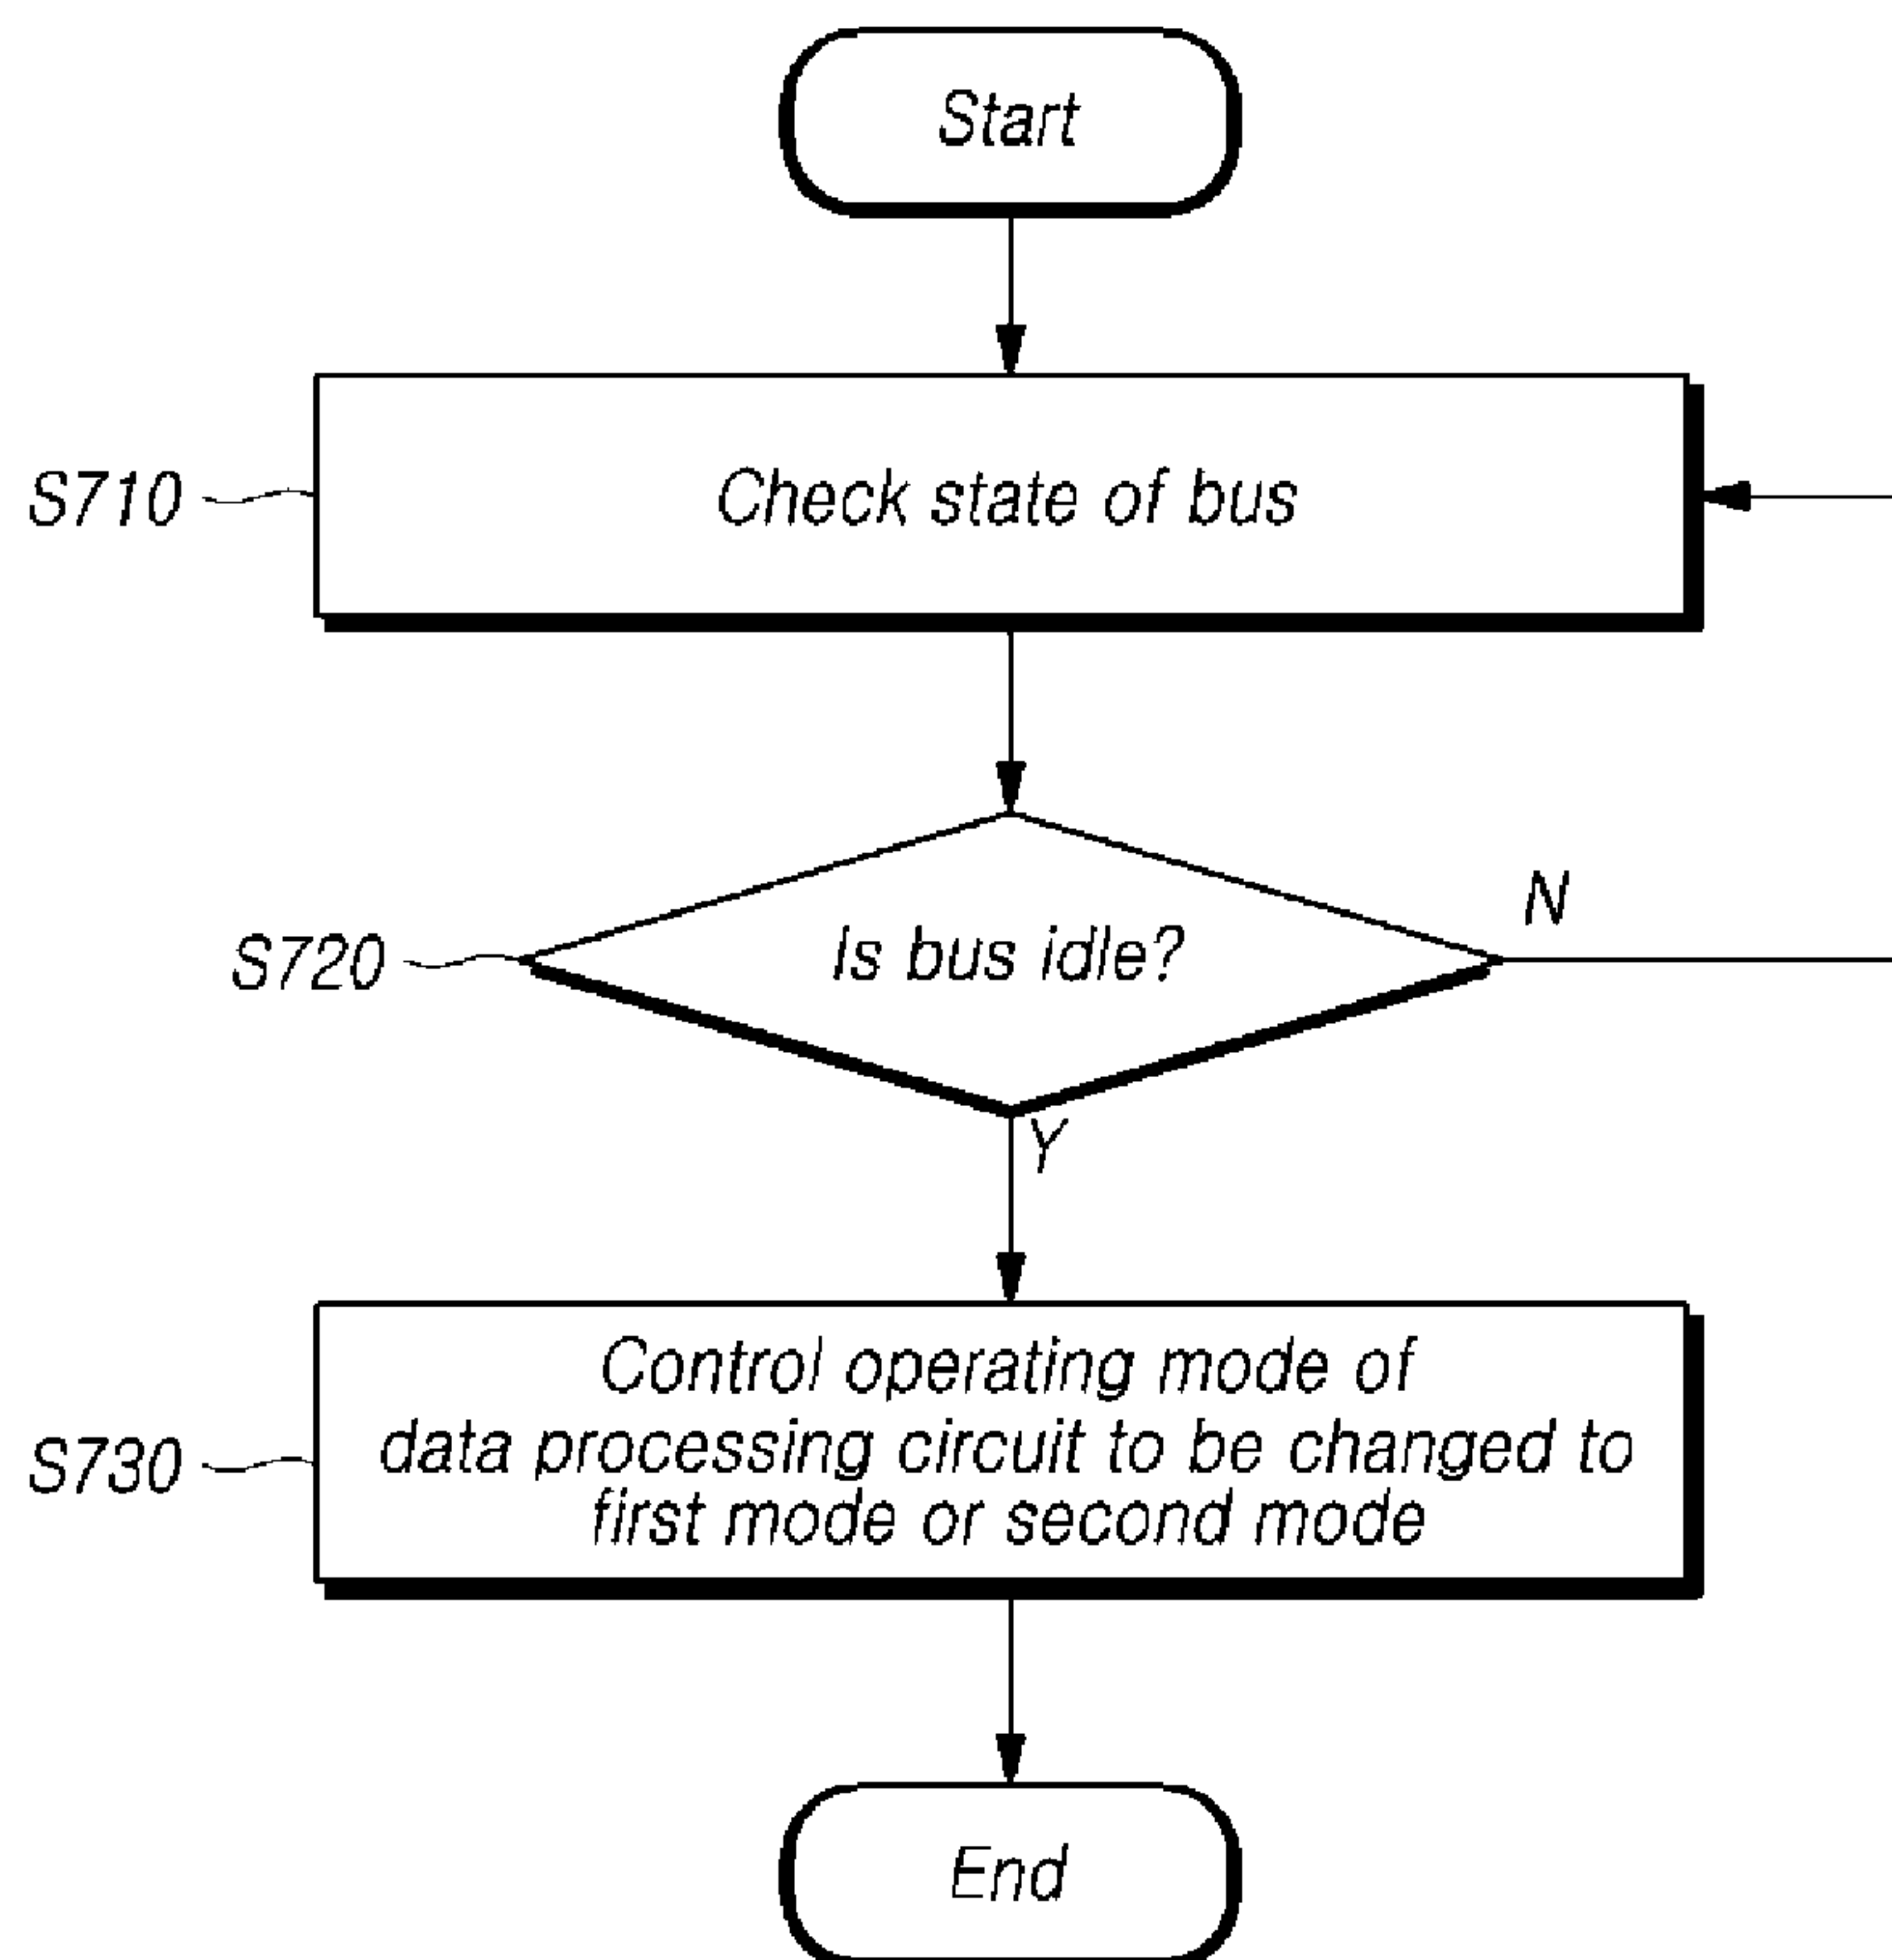 Start
S710
Check state of bus
N
S720
Is bus idle?
Y
Control operating mode of
S730
data processing circuit to be changed to
first mode or second mode
End